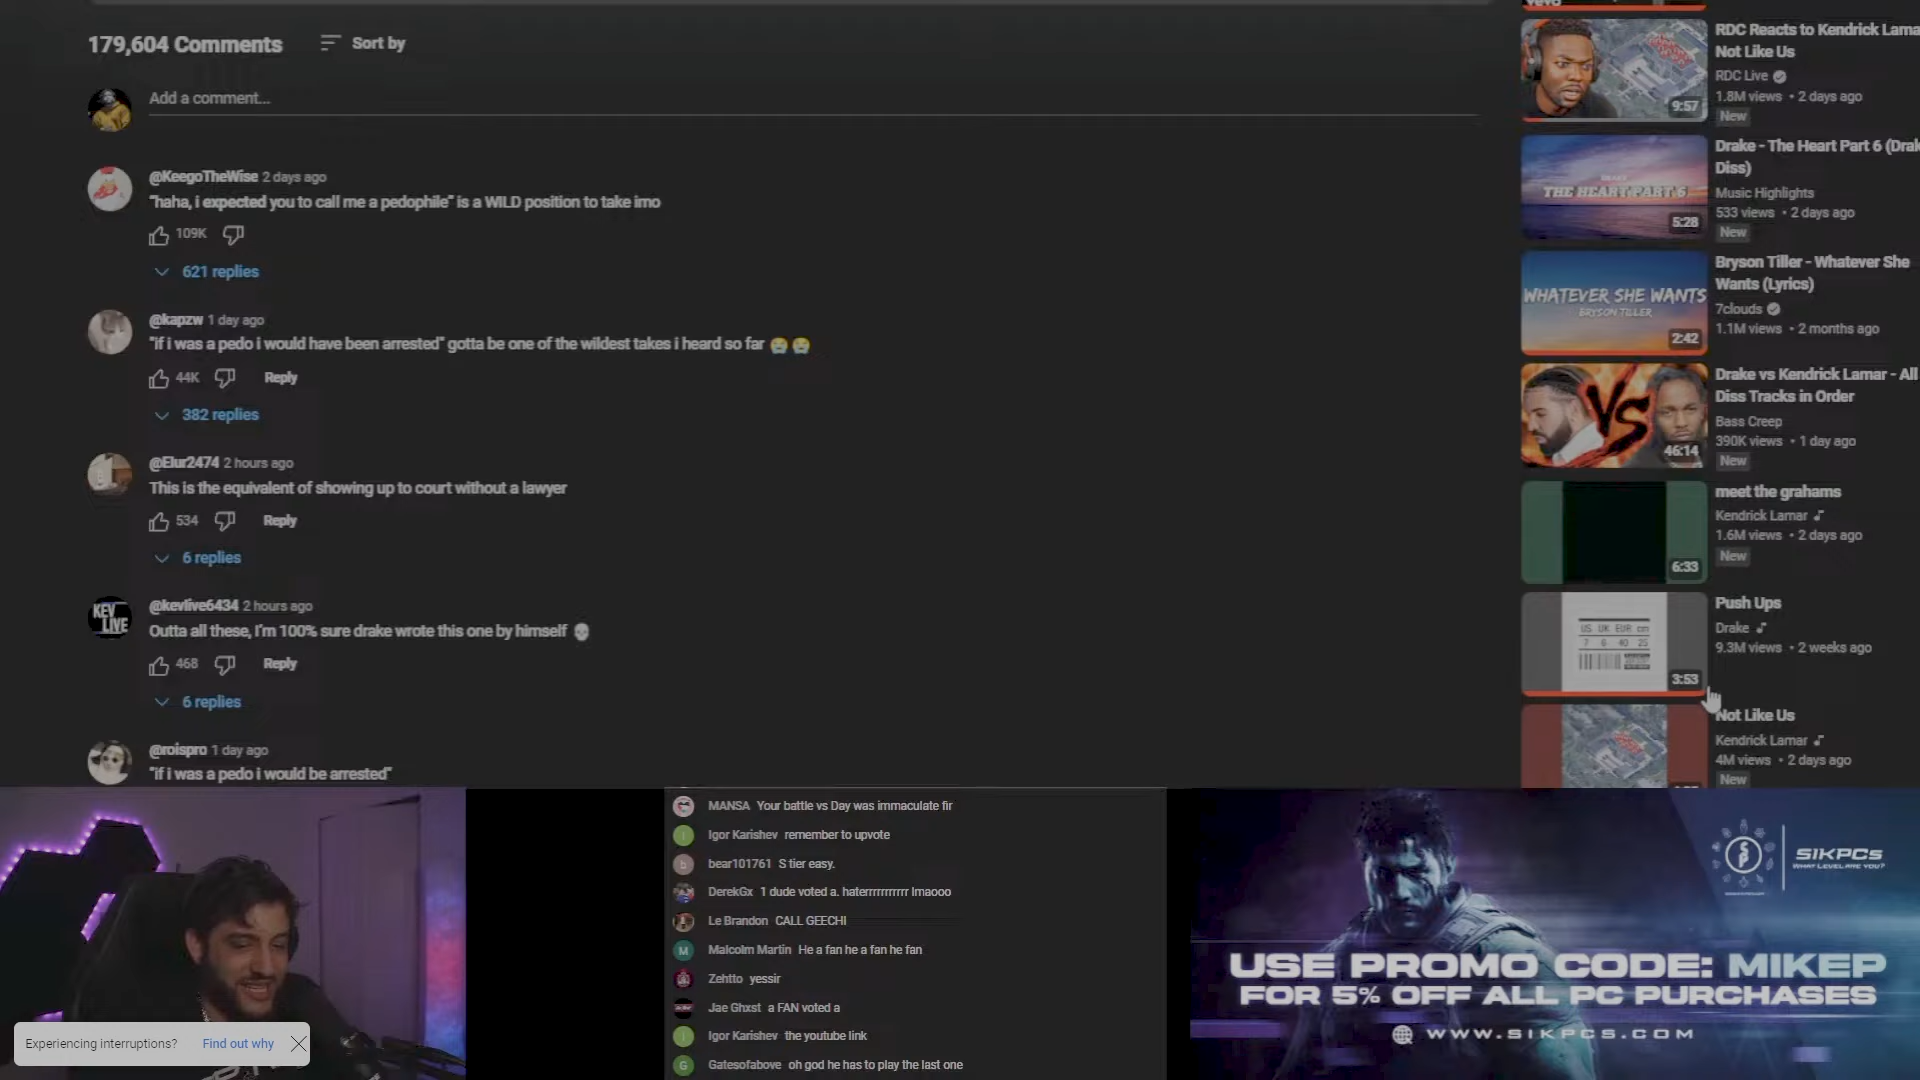 179,604 Comments
Sort by
Add a comment...
@KeegoTheWise 2 days ago
"haha, i expected you to call me a pedophile" is a WILD position to take imo
109K
621 replies
@kapzw 1 day ago
"if i was a pedo i would have been arrested" gotta be one of the wildest takes i heard so far 😭😭
44K Reply
382 replies
@Elur2474 2 hours ago
This is the equivalent of showing up to court without a lawyer
534 Reply
6 replies
@kevlive6434 2 hours ago
Outta all these, I'm 100% sure drake wrote this one by himself 💀
468 Reply
6 replies
@roispro 1 day ago
"if i was a pedo i would be arrested"
KEV
LIVE
vevo
RDC Reacts to Kendrick Lama
Not Like Us
RDC Live
1.8M views • 2 days ago
New
9:57
Drake - The Heart Part 6 (Drak
Diss)
Music Highlights
533 views • 2 days ago
New
THE HEART PART 6
5:28
Bryson Tiller - Whatever She
Wants (Lyrics)
7clouds
1.1M views • 2 months ago
WHATEVER SHE WANTS
BRYSON TILLER
2:42
Drake vs Kendrick Lamar - All
Diss Tracks in Order
Bass Creep
390K views • 1 day ago
New
VS
46:14
meet the grahams
Kendrick Lamar
1.6M views • 2 days ago
New
6:33
Push Ups
Drake
9.3M views • 2 weeks ago
US UK EUR cm
7 6 40 25
3:53
Not Like Us
Kendrick Lamar
4M views • 2 days ago
New
MANSA Your battle vs Day was immaculate fir
Igor Karishev remember to upvote
bear101761 S tier easy.
DerekGx 1 dude voted a. haterrrrrrrrrr lmaooo
Le Brandon CALL GEECHI
Malcolm Martin He a fan he a fan he fan
Zehtto yessir
Jae Ghxst a FAN voted a
Igor Karishev the youtube link
Gatesofabove oh god he has to play the last one
Experiencing interruptions? Find out why
SIKPCs
WHAT LEVEL ARE YOU?
USE PROMO CODE: MIKEP
FOR 5% OFF ALL PC PURCHASES
WWW.SIKPCS.COM